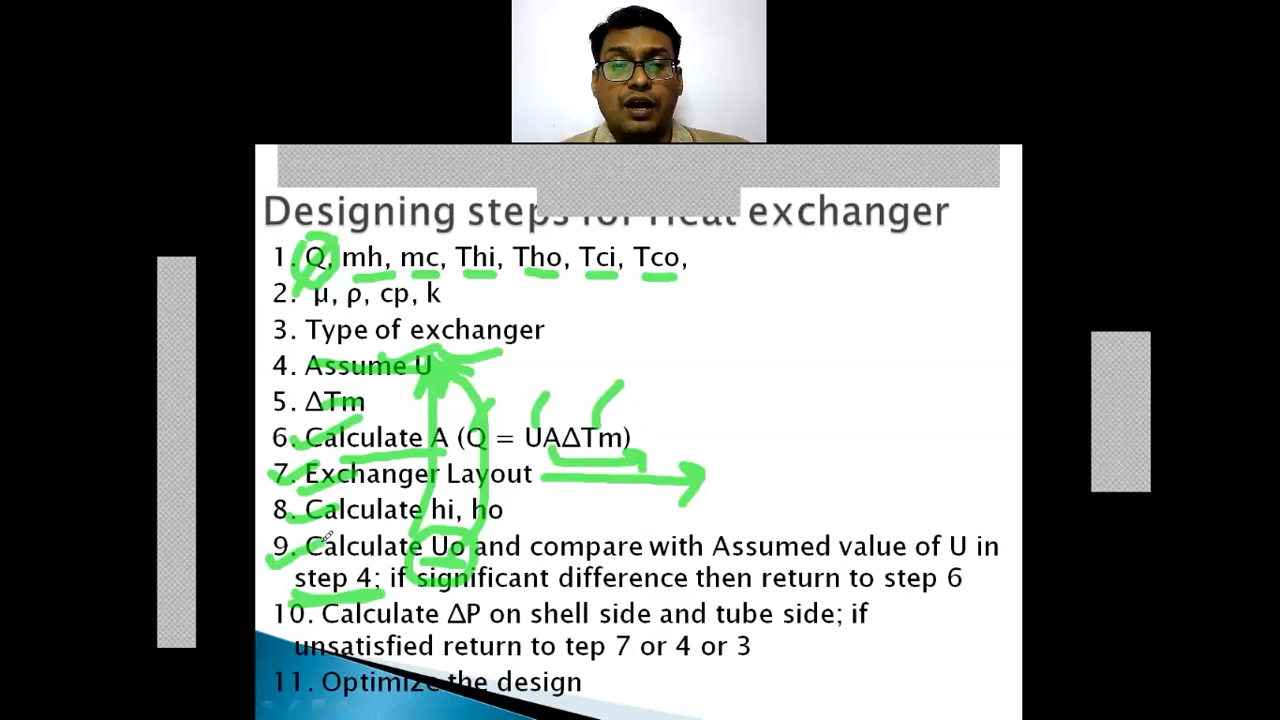 Designing steps for Heat exchanger
1. Q, mh, mc, Thi, Tho, Tci, Tco,
2. μ, ρ, cp, k
3. Type of exchanger
4. Assume U
5. ΔTm
6. Calculate A (Q = UAΔTm)
7. Exchanger Layout
8. Calculate hi, ho
9. Calculate Uo and compare with Assumed value of U in
step 4; if significant difference then return to step 6
10. Calculate ΔP on shell side and tube side; if
unsatisfied return to tep 7 or 4 or 3
11. Optimize the design